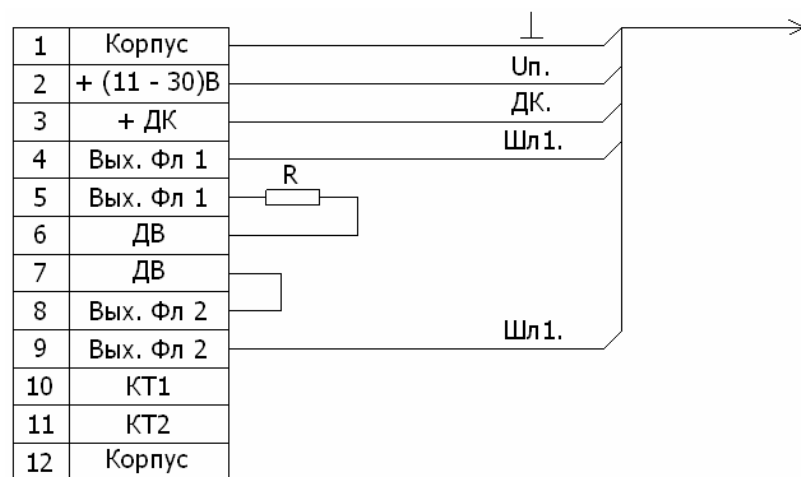 1 Корпус
Uп.
2 + (11 - 30)В
ДК.
3 + ДК
Шл1.
4 Вых. Фл 1
R
5 Вых. Фл 1
6 ДВ
7 ДВ
8 Вых. Фл 2
Шл1.
9 Вых. Фл 2
10 КТ1
11 КТ2
12 Корпус